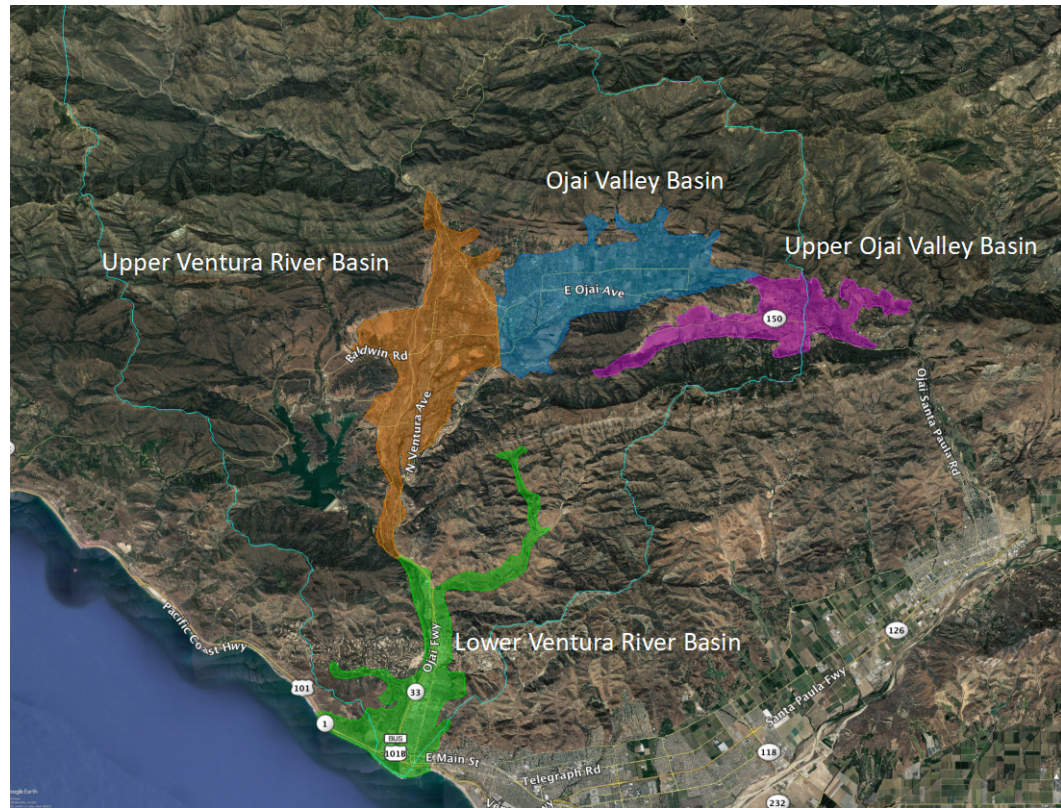 Ojai Valley Basin
Upper Ojai Valley Basin
Upper Ventura River Basin
E Ojai Ave
150
Baldwin Rd
Ojai Santa Paula Rd
N Ventura Ave
Pacific Coast Hwy
Ojai Fwy
Lower Ventura River Basin
126
101
33
Santa Paula Fwy
1
BUS
101B
E Main St
118
Telegraph Rd
232